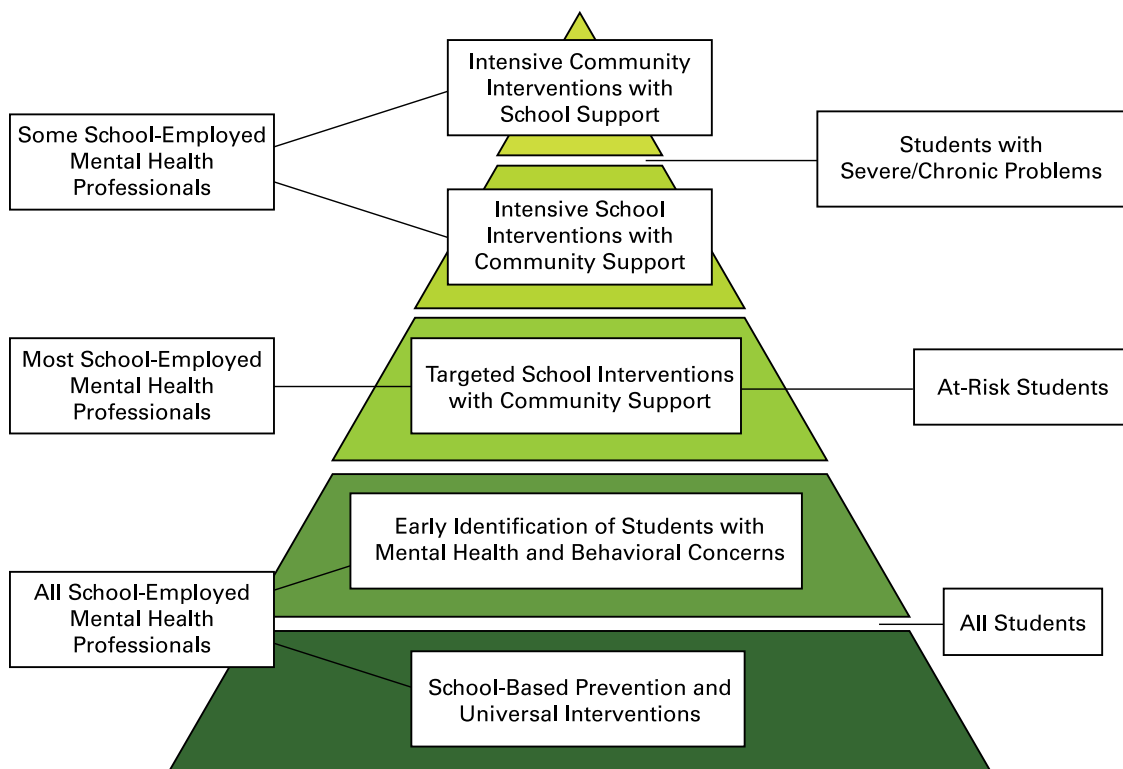 Intensive Community
Interventions with
School Support
Some School-Employed
Mental Health
Professionals
Students with
Severe/Chronic Problems
Intensive School
Interventions with
Community Support
Most School-Employed
Mental Health
Professionals
Targeted School Interventions
with Community Support
At-Risk Students
Early Identification of Students with
Mental Health and Behavioral Concerns
All School-Employed
Mental Health
Professionals
All Students
School-Based Prevention and
Universal Interventions